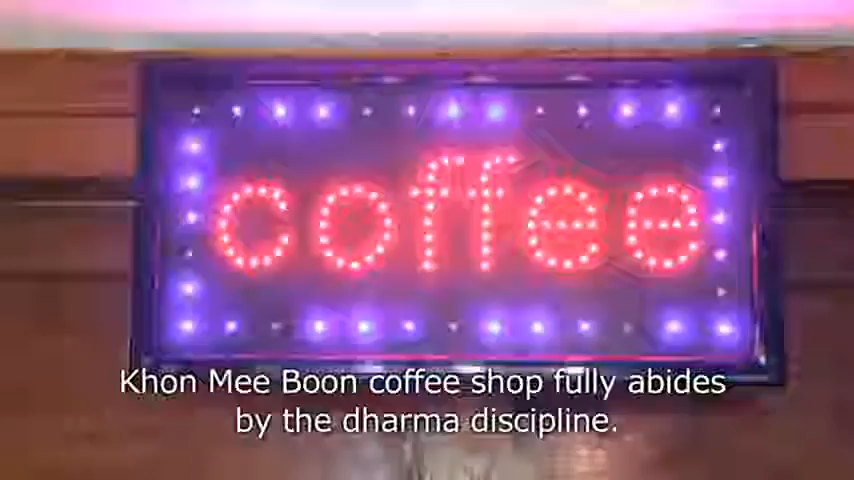 coffee
Khon Mee Boon coffee shop fully abides
by the dharma discipline.